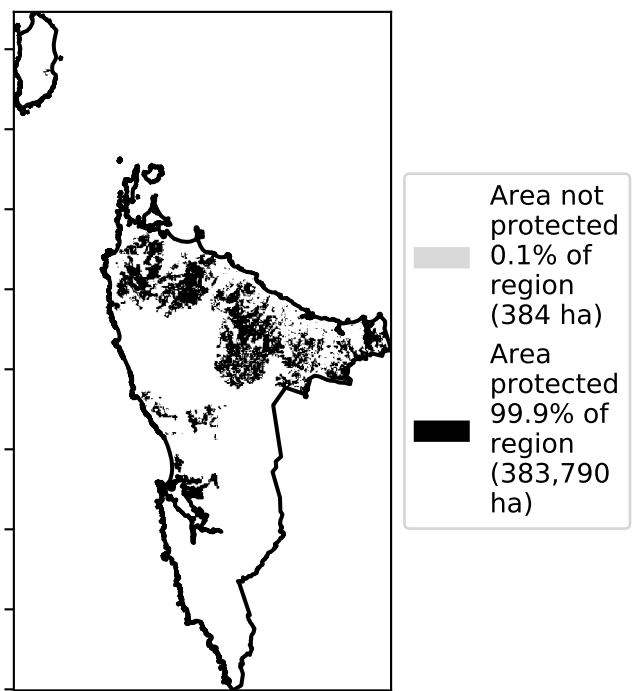 Area not
protected
0.1% of
region
(384 ha)
Area
protected
99.9% of
region
(383,790
ha)